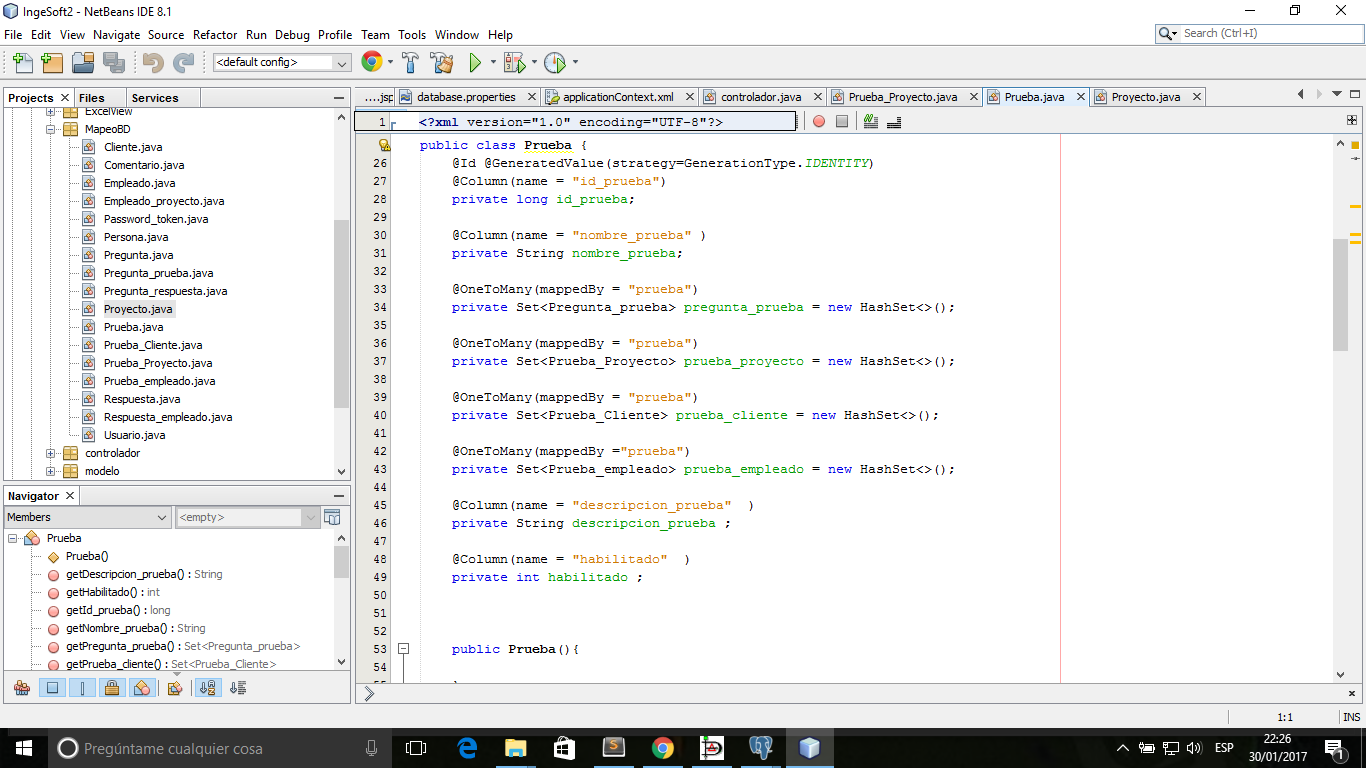 IngeSoft2 - NetBeans IDE 8.1
File Edit View Navigate Source Refactor Run Debug Profile Team Tools Window Help
Search (Ctrl+I)
<default config>
Projects Files Services
ExcelView
MapeoBD
Cliente.java
Comentario.java
Empleado.java
Empleado_proyecto.java
Password_token.java
Persona.java
Pregunta.java
Pregunta_prueba.java
Pregunta_respuesta.java
Proyecto.java
Prueba.java
Prueba_Cliente.java
Prueba_Proyecto.java
Prueba_empleado.java
Respuesta.java
Respuesta_empleado.java
Usuario.java
controlador
modelo
Navigator
Members <empty>
Prueba
Prueba()
getDescripcion_prueba() : String
getHabilitado() : int
getId_prueba() : long
getNombre_prueba() : String
getPregunta_prueba() : Set<Pregunta_prueba>
getPrueba_cliente() : Set<Prueba_Cliente>
....jsp database.properties applicationContext.xml controlador.java Prueba_Proyecto.java Prueba.java Proyecto.java
1 <?xml version="1.0" encoding="UTF-8"?>
public class Prueba {
26 @Id @GeneratedValue(strategy=GenerationType.IDENTITY)
27 @Column(name = "id_prueba")
28 private long id_prueba;
29
30 @Column(name = "nombre_prueba" )
31 private String nombre_prueba;
32
33 @OneToMany(mappedBy = "prueba")
34 private Set<Pregunta_prueba> pregunta_prueba = new HashSet<>();
35
36 @OneToMany(mappedBy = "prueba")
37 private Set<Prueba_Proyecto> prueba_proyecto = new HashSet<>();
38
39 @OneToMany(mappedBy = "prueba")
40 private Set<Prueba_Cliente> prueba_cliente = new HashSet<>();
41
42 @OneToMany(mappedBy ="prueba")
43 private Set<Prueba_empleado> prueba_empleado = new HashSet<>();
44
45 @Column(name = "descripcion_prueba"  )
46 private String descripcion_prueba ;
47
48 @Column(name = "habilitado"  )
49 private int habilitado ;
50
51
52
53 public Prueba(){
54
1:1 INS
Pregúntame cualquier cosa
ESP
22:26
30/01/2017
1